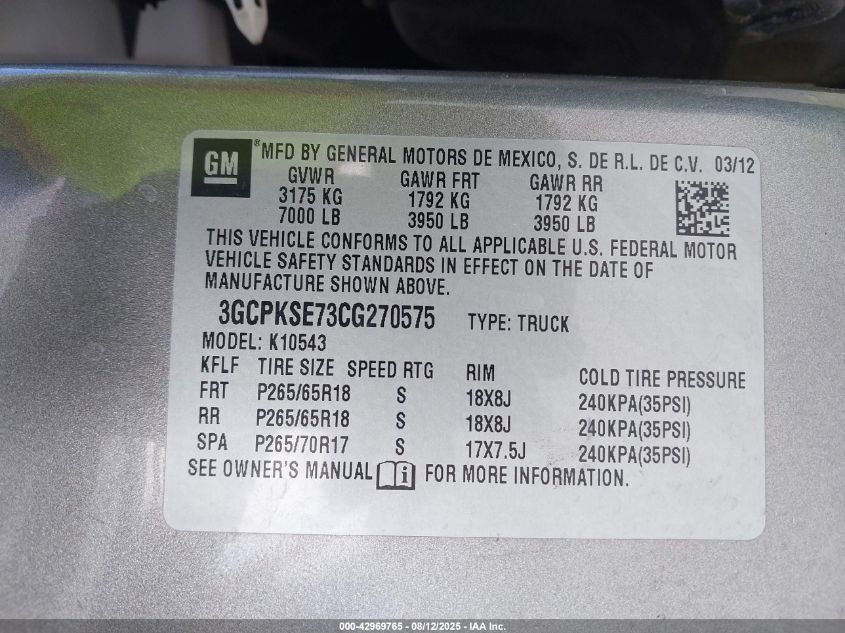 GM ® MFD BY GENERAL MOTORS DE MEXICO, S. DE R.L. DE C.V. 03/12
GVWR GAWR FRT GAWR RR
3175 KG 1792 KG 1792 KG
7000 LB 3950 LB 3950 LB
THIS VEHICLE CONFORMS TO ALL APPLICABLE U.S. FEDERAL MOTOR
VEHICLE SAFETY STANDARDS IN EFFECT ON THE DATE OF
MANUFACTURE SHOWN ABOVE.
3GCPKSE73CG270575 TYPE: TRUCK
MODEL: K10543
KFLF TIRE SIZE SPEED RTG RIM COLD TIRE PRESSURE
FRT P265/65R18 S 18X8J 240KPA(35PSI)
RR P265/65R18 S 18X8J 240KPA(35PSI)
SPA P265/70R17 S 17X7.5J 240KPA(35PSI)
SEE OWNER'S MANUAL i FOR MORE INFORMATION.
000-42969765 - 08/12/2025 - IAA Inc.